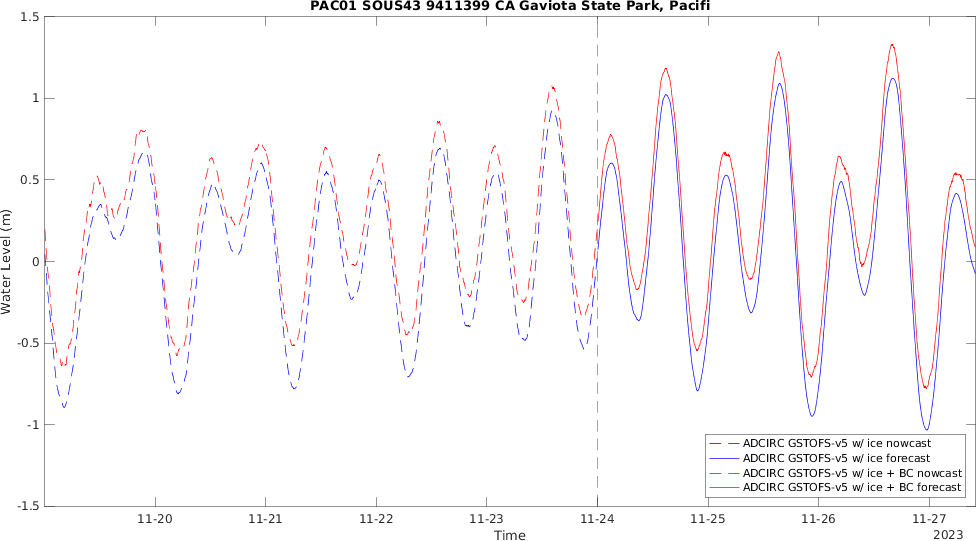 PAC01 SOUS43 9411399 CA Gaviota State Park, Pacifi
1.5
1
0.5
0
-0.5
-1
-1.5
Water Level (m)
11-20
11-21
11-22
11-23
11-24
11-25
11-26
11-27
Time
2023
ADCIRC GSTOFS-v5 w/ ice nowcast
ADCIRC GSTOFS-v5 w/ ice forecast
ADCIRC GSTOFS-v5 w/ ice + BC nowcast
ADCIRC GSTOFS-v5 w/ ice + BC forecast